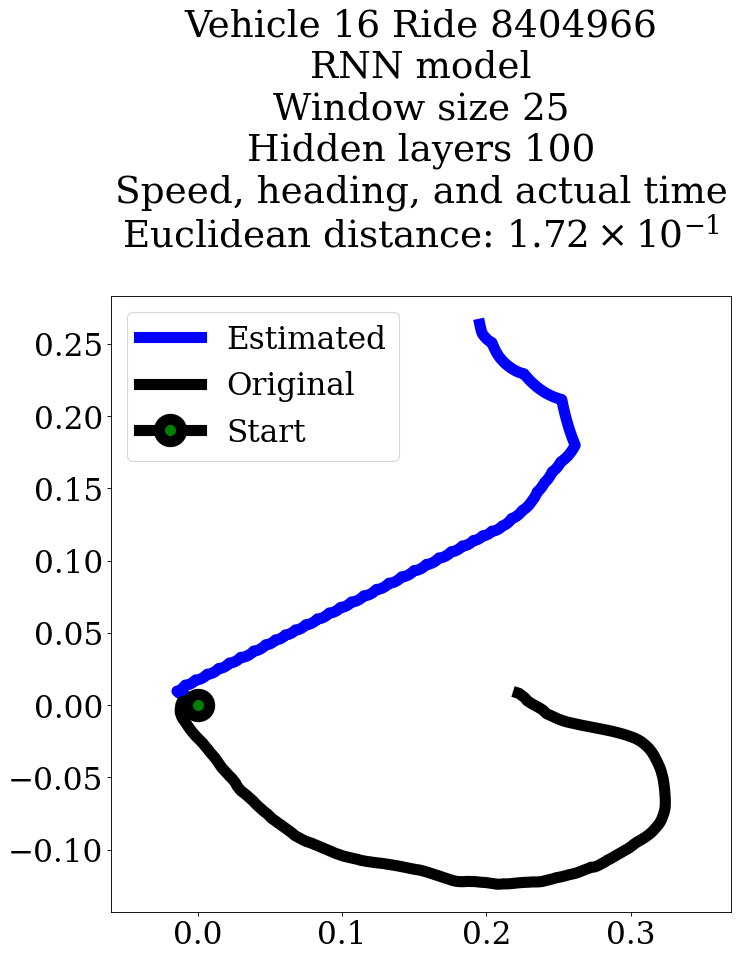 Vehicle 16 Ride 8404966
RNN model
Window size 25
Hidden layers 100
Speed, heading, and actual time
Euclidean distance: 1.72 × 10⁻¹
Estimated
Original
Start
0.25
0.20
0.15
0.10
0.05
0.00
−0.05
−0.10
0.0 0.1 0.2 0.3